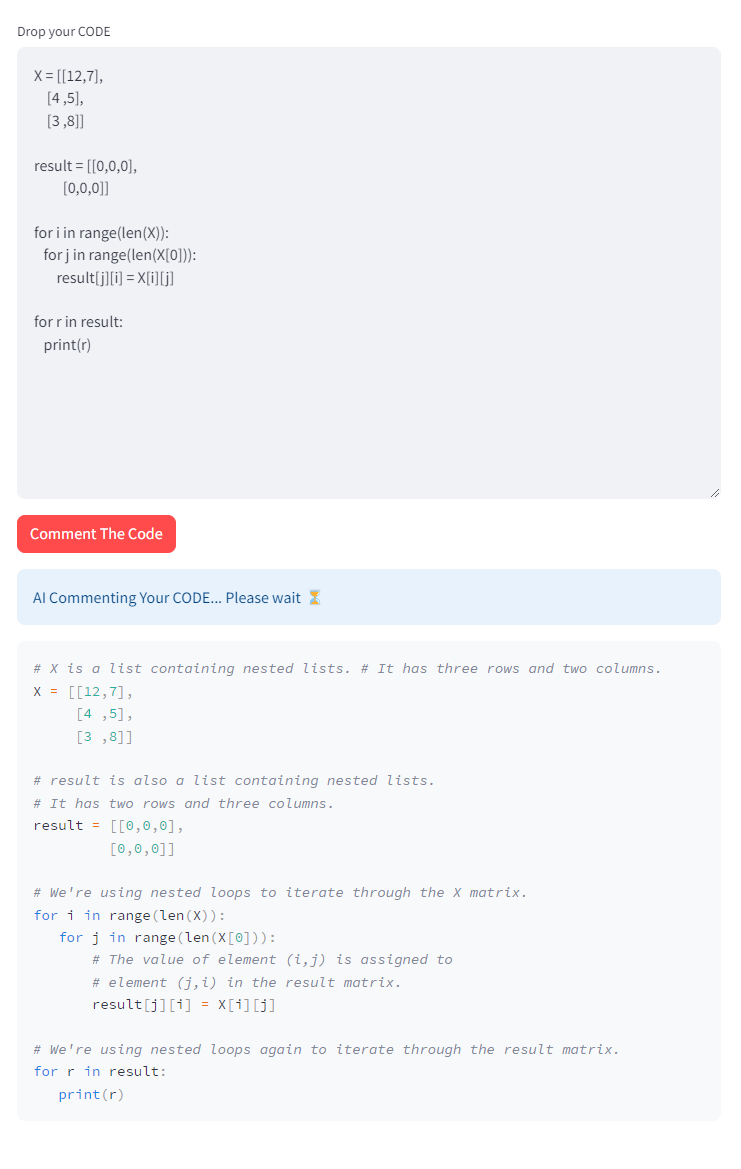 Drop your CODE
X = [[12,7],
    [4 ,5],
    [3 ,8]]

result = [[0,0,0],
         [0,0,0]]

for i in range(len(X)):
   for j in range(len(X[0])):
       result[j][i] = X[i][j]

for r in result:
   print(r)
Comment The Code
AI Commenting Your CODE... Please wait ⏳
# X is a list containing nested lists. # It has three rows and two columns.
X = [[12,7],
     [4 ,5],
     [3 ,8]]

# result is also a list containing nested lists.
# It has two rows and three columns.
result = [[0,0,0],
         [0,0,0]]

# We're using nested loops to iterate through the X matrix.
for i in range(len(X)):
   for j in range(len(X[0])):
       # The value of element (i,j) is assigned to
       # element (j,i) in the result matrix.
       result[j][i] = X[i][j]

# We're using nested loops again to iterate through the result matrix.
for r in result:
   print(r)